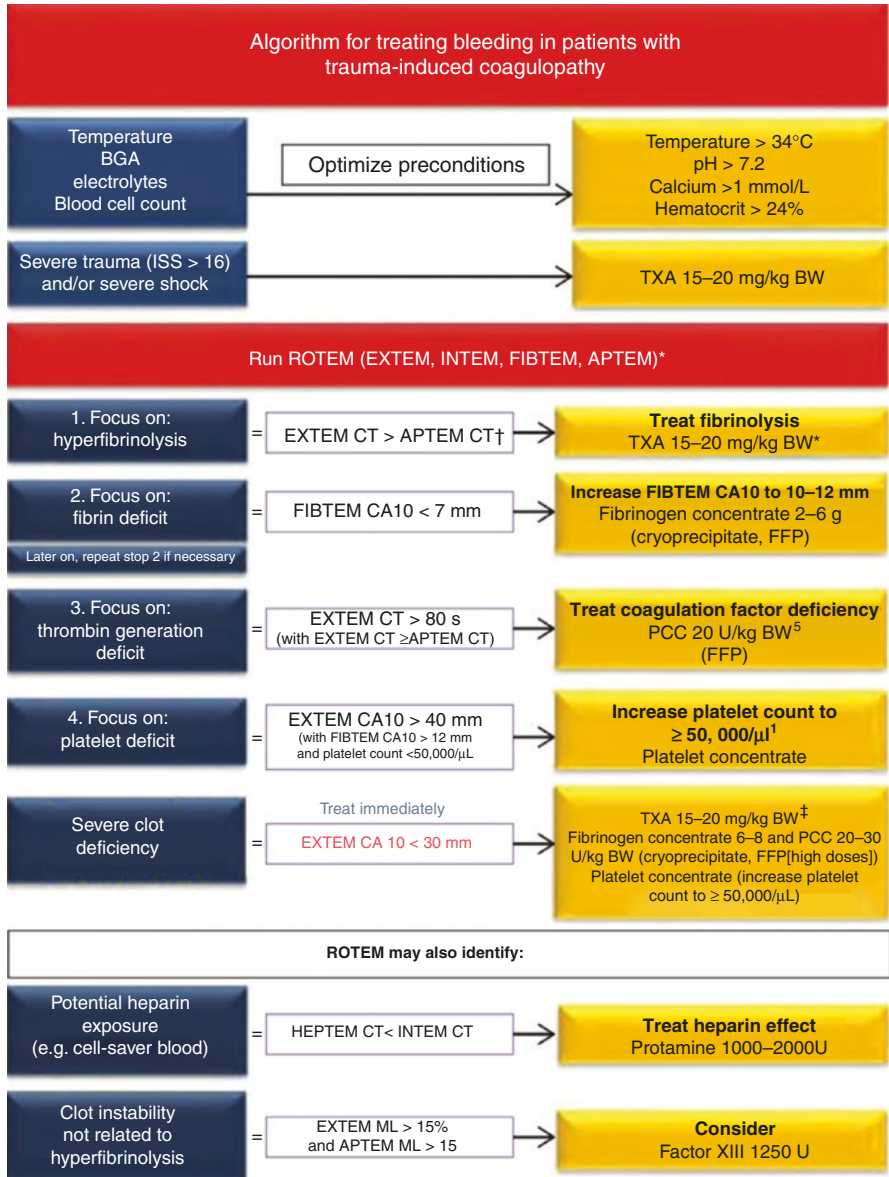 Algorithm for treating bleeding in patients with
trauma-induced coagulopathy
Temperature
BGA
electrolytes
Blood cell count
Optimize preconditions
Temperature > 34°C
pH > 7.2
Calcium >1 mmol/L
Hematocrit > 24%
Severe trauma (ISS > 16)
and/or severe shock
TXA 15–20 mg/kg BW
Run ROTEM (EXTEM, INTEM, FIBTEM, APTEM)*
1. Focus on:
hyperfibrinolysis
=
EXTEM CT > APTEM CT†
Treat fibrinolysis
TXA 15–20 mg/kg BW*
2. Focus on:
fibrin deficit
Later on, repeat stop 2 if necessary
=
FIBTEM CA10 < 7 mm
Increase FIBTEM CA10 to 10–12 mm
Fibrinogen concentrate 2–6 g
(cryoprecipitate, FFP)
3. Focus on:
thrombin generation
deficit
=
EXTEM CT > 80 s
(with EXTEM CT ≥APTEM CT)
Treat coagulation factor deficiency
PCC 20 U/kg BW⁵
(FFP)
4. Focus on:
platelet deficit
=
EXTEM CA10 > 40 mm
(with FIBTEM CA10 > 12 mm
and platelet count <50,000/µL
Increase platelet count to
≥ 50, 000/µl¹
Platelet concentrate
Severe clot
deficiency
=
Treat immediately
EXTEM CA 10 < 30 mm
TXA 15–20 mg/kg BW‡
Fibrinogen concentrate 6–8 and PCC 20–30
U/kg BW (cryoprecipitate, FFP[high doses])
Platelet concentrate (increase platelet
count to ≥ 50,000/µL)
ROTEM may also identify:
Potential heparin
exposure
(e.g. cell-saver blood)
=
HEPTEM CT< INTEM CT
Treat heparin effect
Protamine 1000–2000U
Clot instability
not related to
hyperfibrinolysis
=
EXTEM ML > 15%
and APTEM ML > 15
Consider
Factor XIII 1250 U